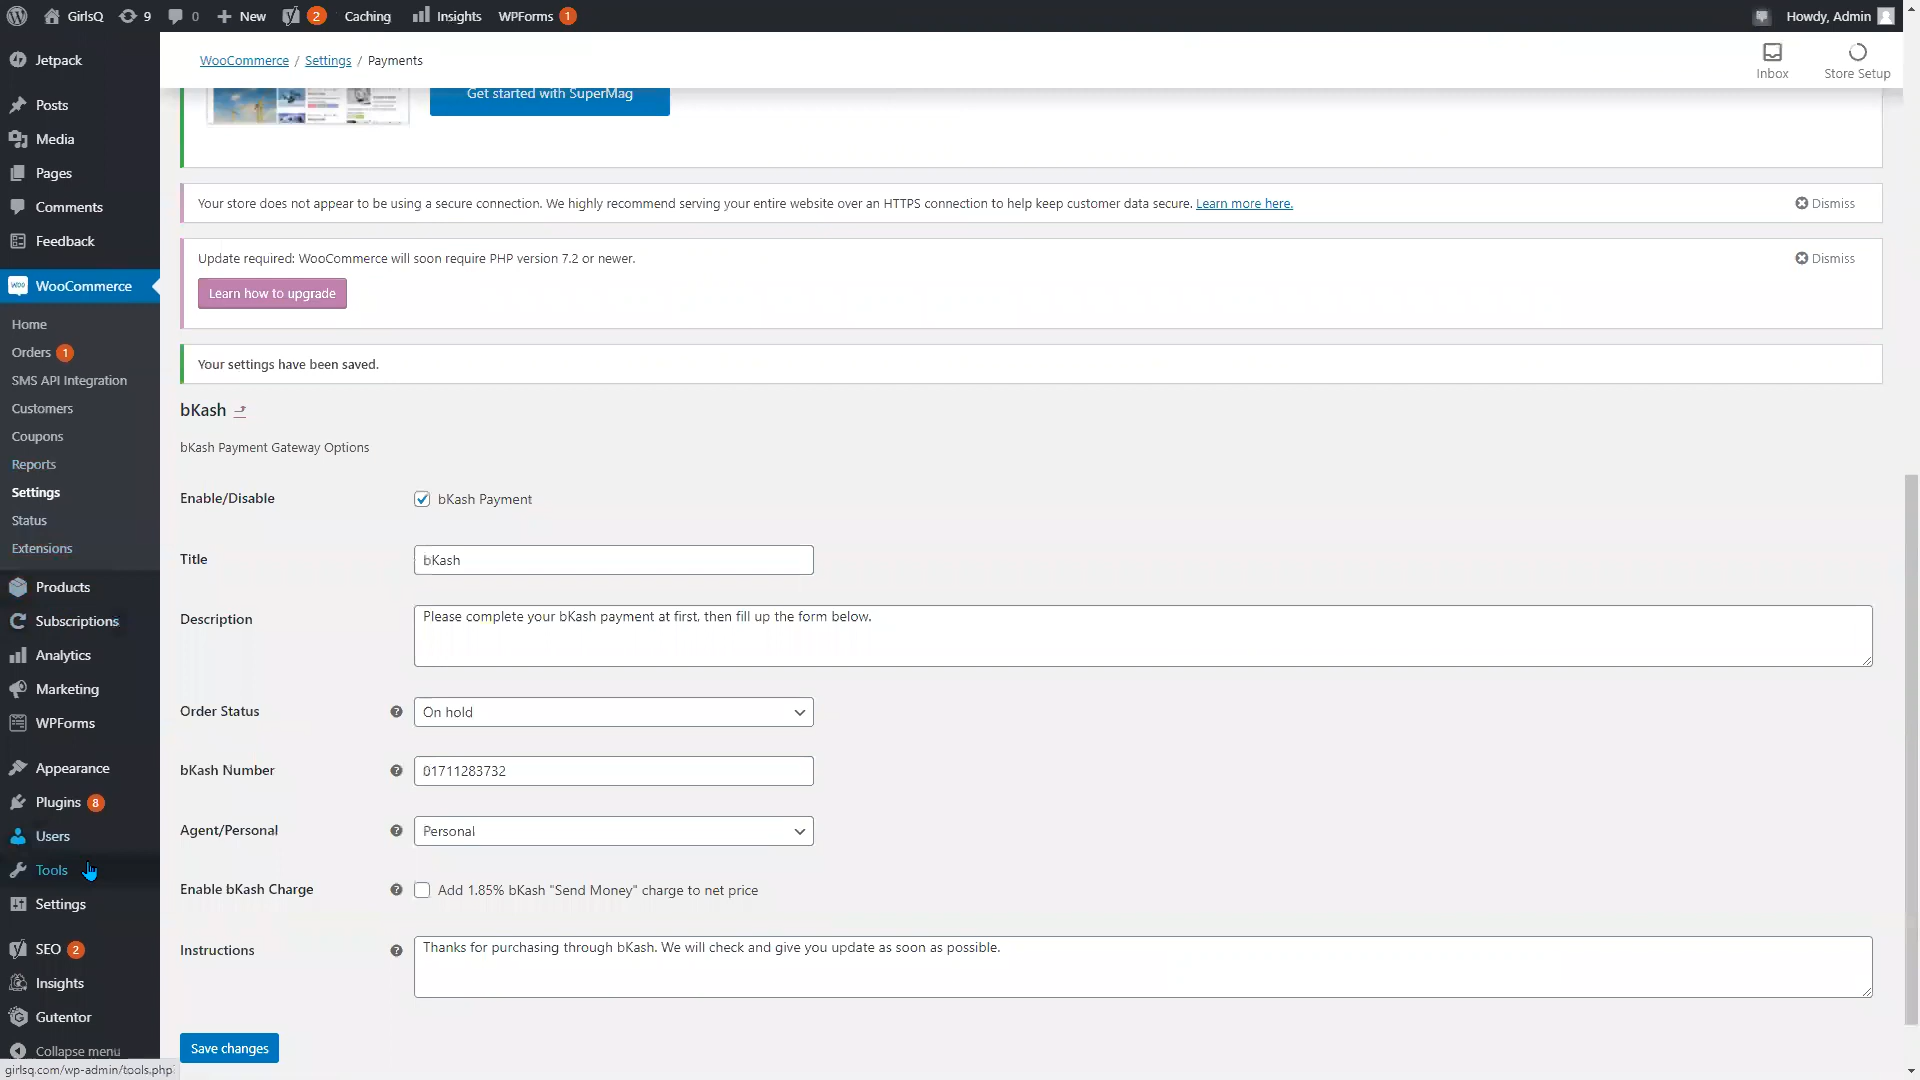 GirlsQ 9 0 New 2 Caching Insights WPForms 1 Howdy, Admin
Jetpack
Posts
Media
Pages
Comments
Feedback
WooCommerce
Home
Orders 1
SMS API Integration
Customers
Coupons
Reports
Settings
Status
Extensions
Products
Subscriptions
Analytics
Marketing
WPForms
Appearance
Plugins 8
Users
Tools
Settings
SEO 2
Insights
Gutentor
Collapse menu
girlsq.com/wp-admin/tools.php
WooCommerce / Settings / Payments
Inbox
Store Setup
Get started with SuperMag
Your store does not appear to be using a secure connection. We highly recommend serving your entire website over an HTTPS connection to help keep customer data secure. Learn more here.
Dismiss
Update required: WooCommerce will soon require PHP version 7.2 or newer.
Dismiss
Learn how to upgrade
Your settings have been saved.
bKash
bKash Payment Gateway Options
Enable/Disable
bKash Payment
Title
bKash
Description
Please complete your bKash payment at first, then fill up the form below.
Order Status
On hold
bKash Number
01711283732
Agent/Personal
Personal
Enable bKash Charge
Add 1.85% bKash "Send Money" charge to net price
Instructions
Thanks for purchasing through bKash. We will check and give you update as soon as possible.
Save changes